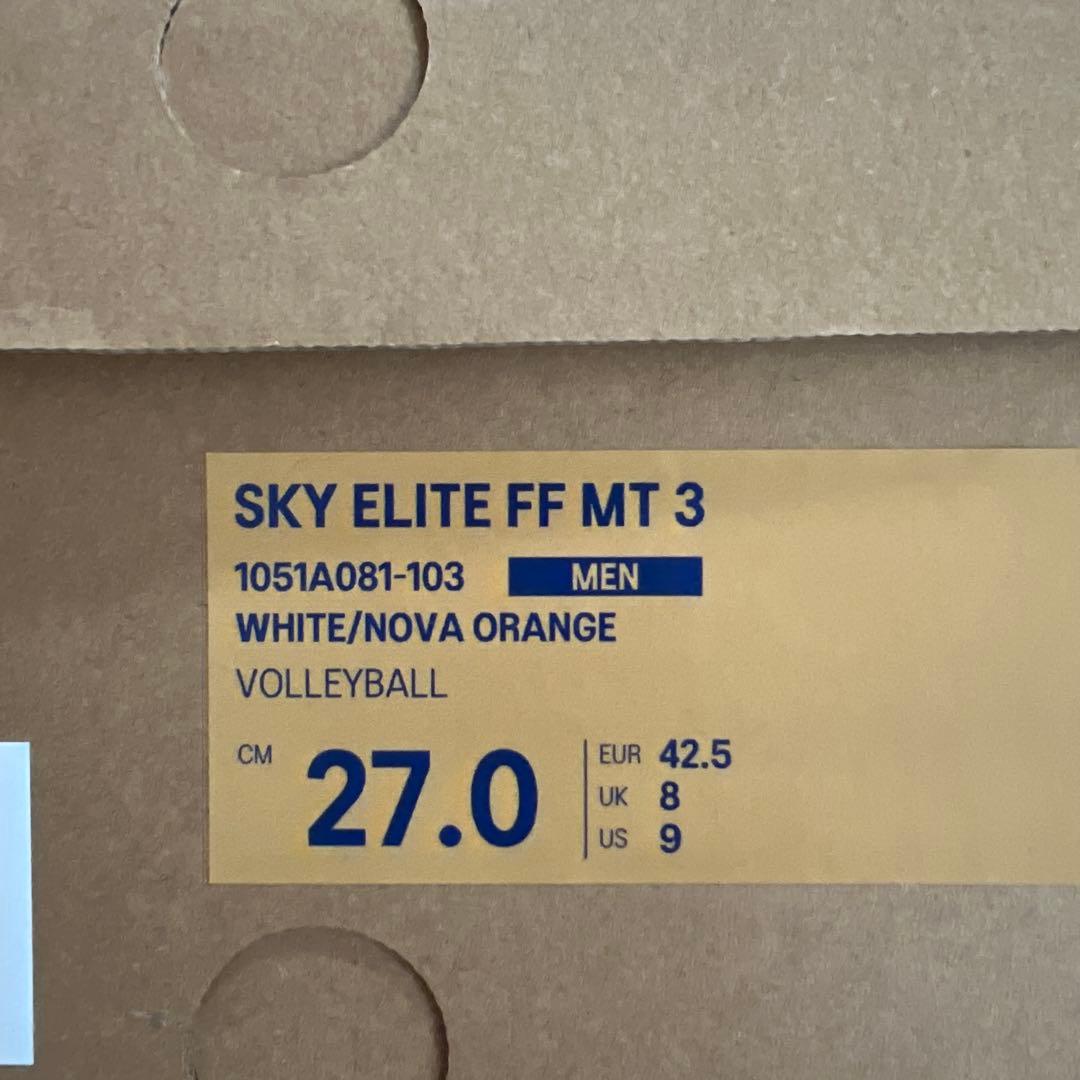 SKY ELITE FF MT 3
1051A081-103 MEN
WHITE/NOVA ORANGE
VOLLEYBALL
CM 27.0
EUR 42.5
UK 8
US 9